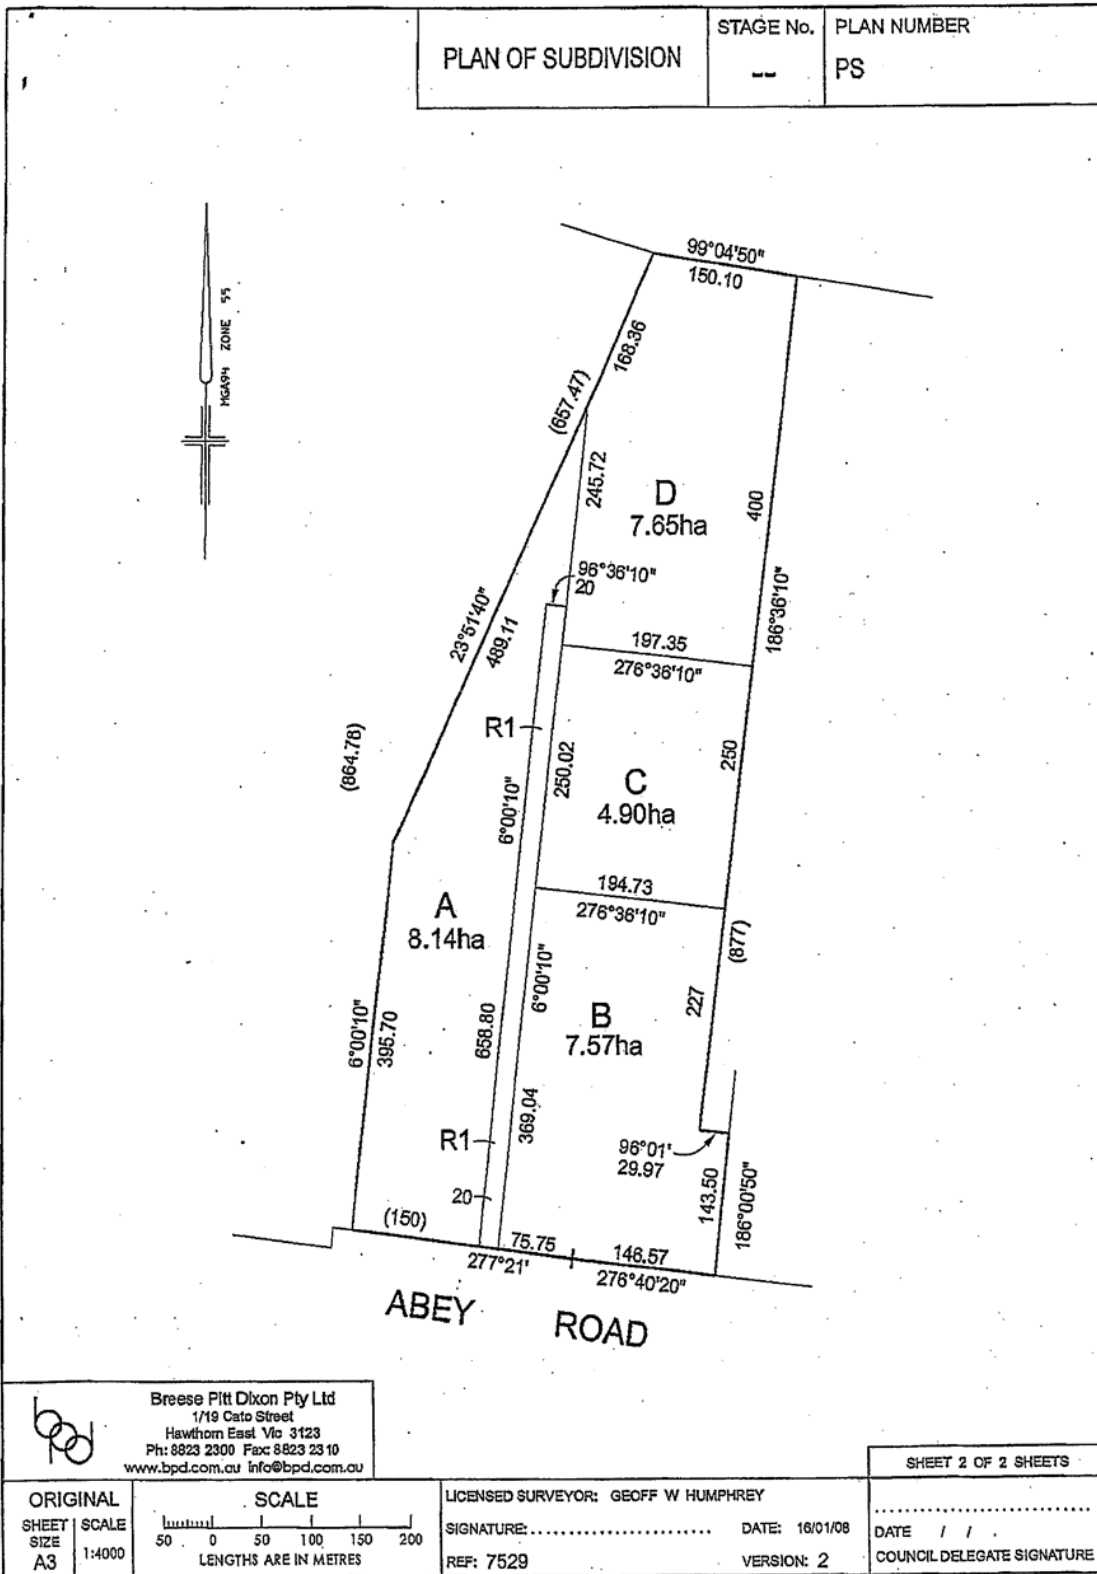 PLAN OF SUBDIVISION
STAGE No.
--
PLAN NUMBER
PS
MGA94 ZONE 55
99°04'50"
150.10
168.36
(657.47)
245.72
D
7.65ha
400
186°36'10"
96°36'10"
20
23°51'40"
489.11
197.35
276°36'10"
R1
250.02
(864.78)
C
4.90ha
250
6°00'10"
194.73
276°36'10"
A
8.14ha
(877)
6°00'10"
227
B
7.57ha
6°00'10"
395.70
658.80
369.04
R1
96°01'
29.97
143.50
186°00'50"
20
(150)
75.75
277°21'
146.57
276°40'20"
ABEY ROAD
bpd
Breese Pitt Dixon Pty Ltd
1/19 Cato Street
Hawthorn East Vic 3123
Ph: 8823 2300 Fax: 8823 2310
www.bpd.com.au info@bpd.com.au
SHEET 2 OF 2 SHEETS
ORIGINAL
SHEET SIZE
A3
SCALE
1:4000
SCALE
50 0 50 100 150 200
LENGTHS ARE IN METRES
LICENSED SURVEYOR: GEOFF W HUMPHREY
SIGNATURE: ........................ DATE: 16/01/08
REF: 7529 VERSION: 2
............................
DATE / /
COUNCIL DELEGATE SIGNATURE